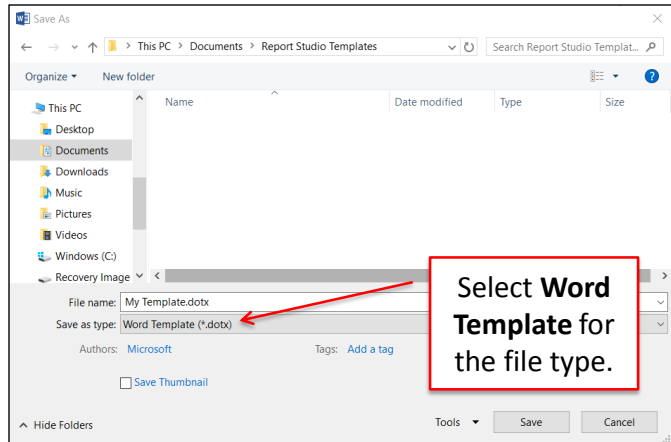 Save As
This PC > Documents > Report Studio Templates
Search Report Studio Templat...
Organize
New folder
Name
Date modified
Type
Size
This PC
Desktop
Documents
Downloads
Music
Pictures
Videos
Windows (C:)
Recovery Image
File name: My Template.dotx
Save as type: Word Template (*.dotx)
Authors: Microsoft
Tags: Add a tag
Save Thumbnail
Select Word
Template for
the file type.
Hide Folders
Tools
Save
Cancel